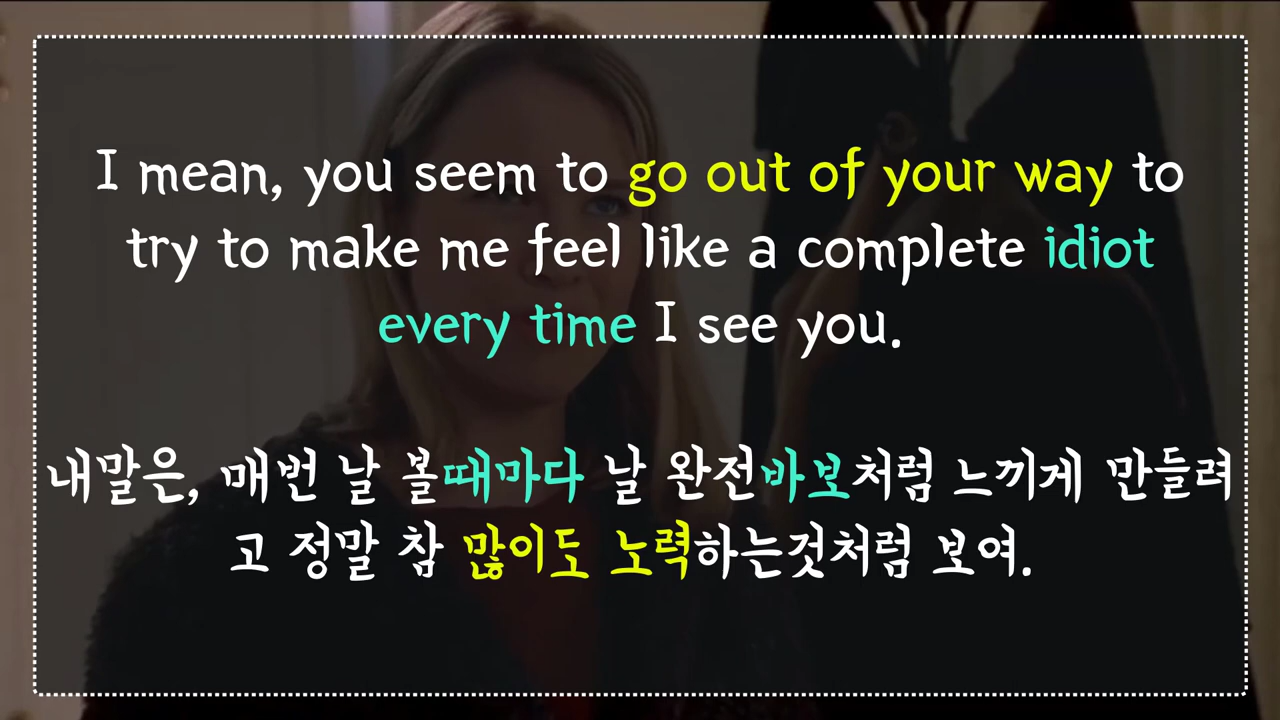 I mean, you seem to go out of your way to
try to make me feel like a complete idiot
every time I see you.
내말은, 매번 날 볼때마다 날 완전바보처럼 느끼게 만들려
고 정말 참 많이도 노력하는것처럼 보여.